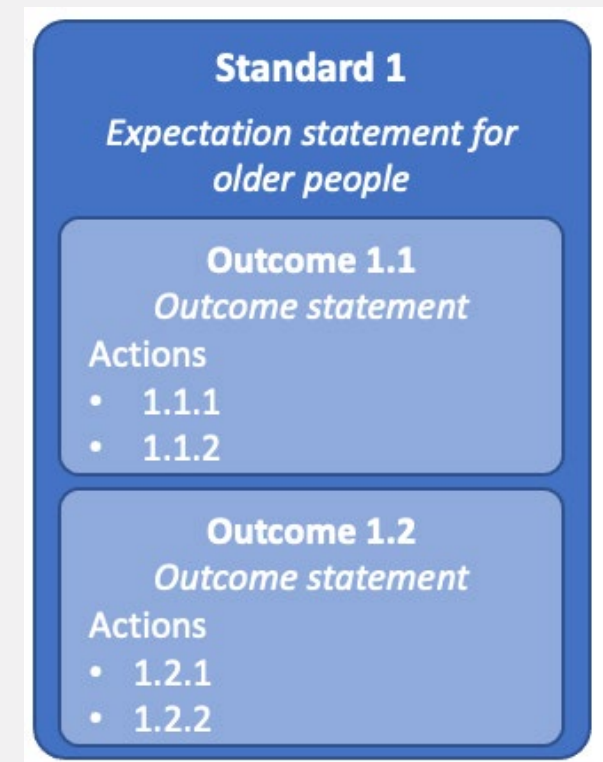 Standard 1
Expectation statement for
older people
Outcome 1.1
Outcome statement
Actions
• 1.1.1
• 1.1.2
Outcome 1.2
Outcome statement
Actions
• 1.2.1
• 1.2.2